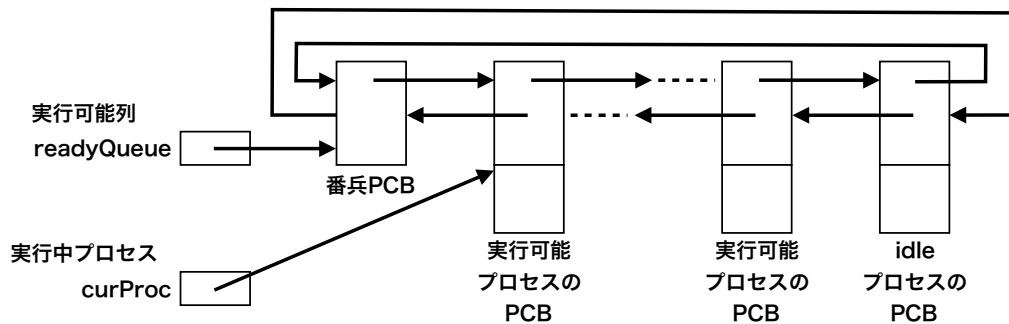 実行可能列
readyQueue
番兵PCB
実行中プロセス
curProc
実行可能
プロセスの
PCB
実行可能
プロセスの
PCB
idle
プロセスの
PCB